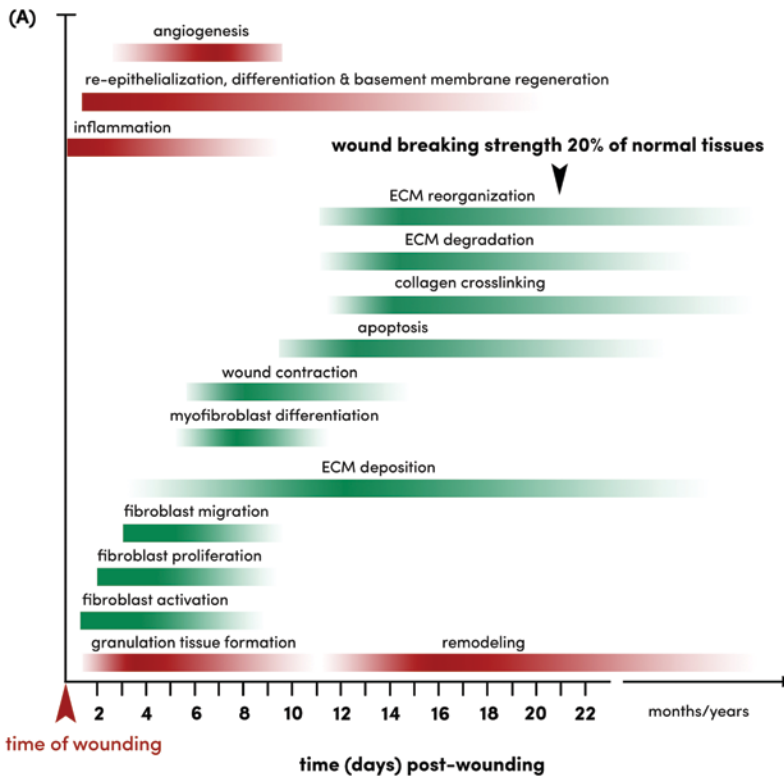 (A)
angiogenesis
re-epithelialization, differentiation & basement membrane regeneration
inflammation
wound breaking strength 20% of normal tissues
ECM reorganization
ECM degradation
collagen crosslinking
apoptosis
wound contraction
myofibroblast differentiation
ECM deposition
fibroblast migration
fibroblast proliferation
fibroblast activation
granulation tissue formation remodeling
2 4 6 8 10 12 14 16 18 20 22 months/years
time of wounding
time (days) post-wounding